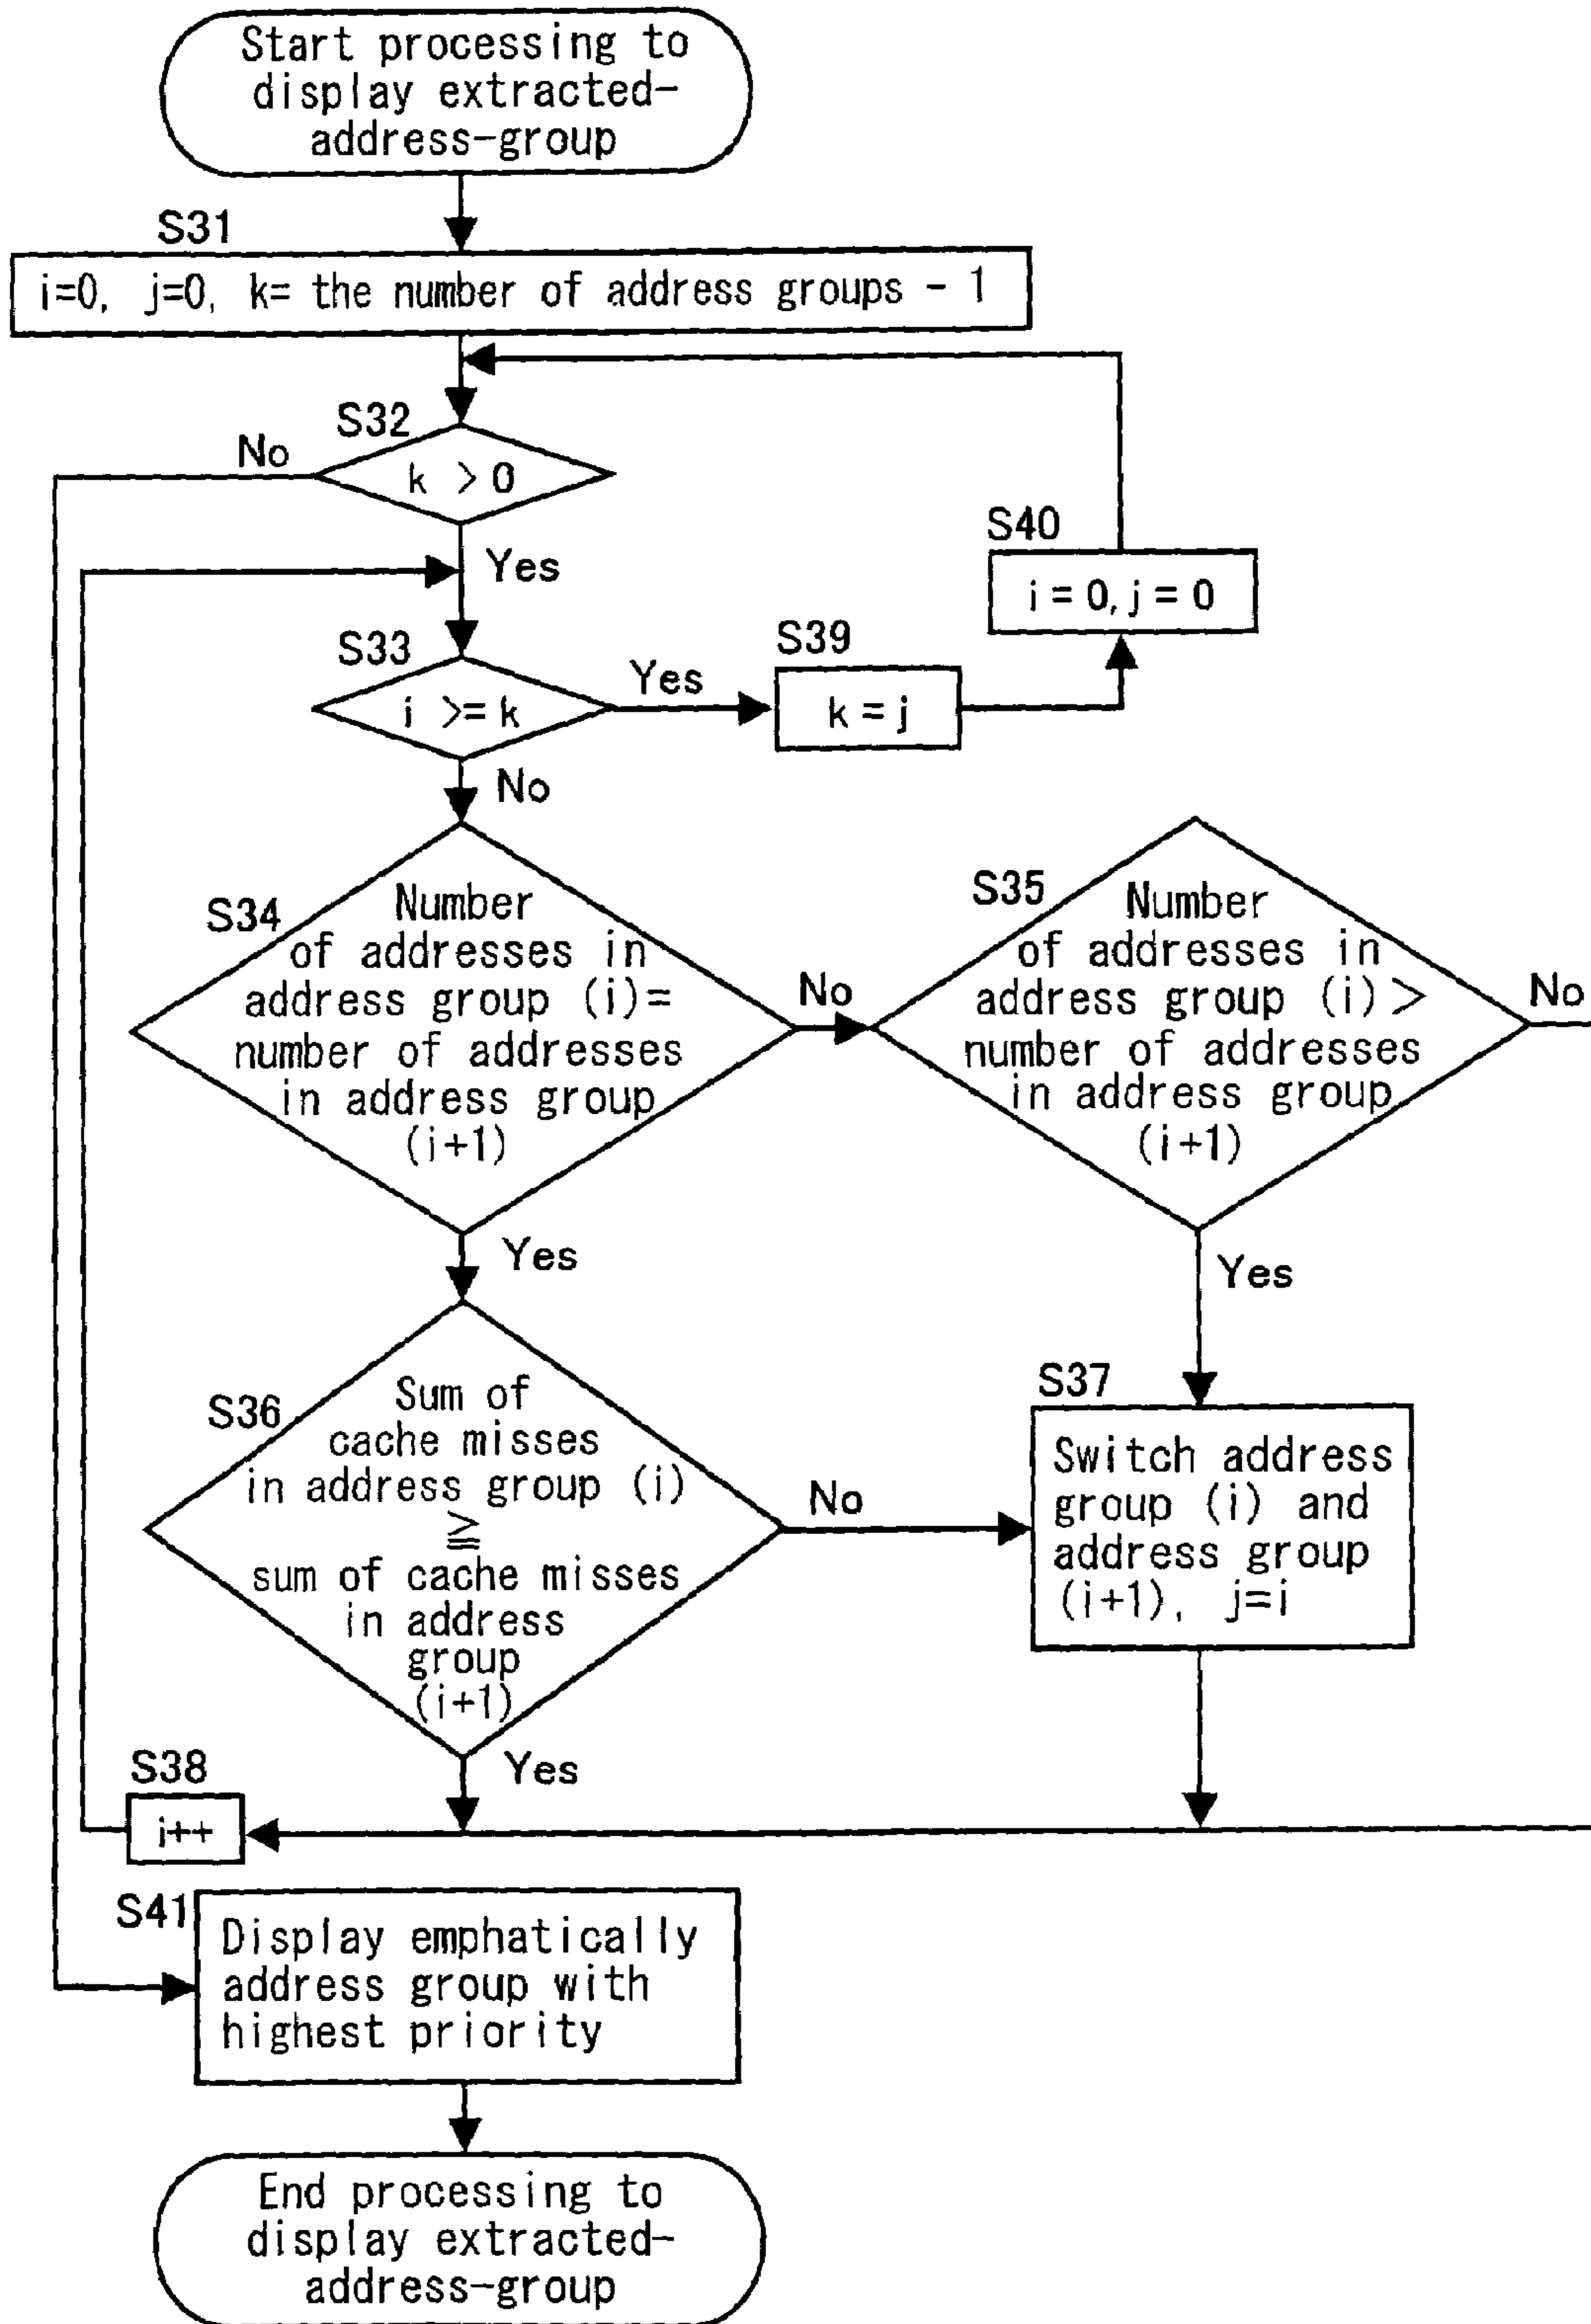 Start processing to
display extracted-
address-group
S31
i=0, j=0, k= the number of address groups - 1
S32
No
k > 0
Yes
S40
i = 0, j = 0
S33
i >= k
Yes
S39
k = j
No
S34
Number
of addresses in
address group (i)=
number of addresses
in address group
(i+1)
No
S35
Number
of addresses in
address group (i) >
number of addresses
in address group
(i+1)
No
Yes
Yes
S36
Sum of
cache misses
in address group (i)
≧
sum of cache misses
in address
group
(i+1)
No
S37
Switch address
group (i) and
address group
(i+1), j=i
Yes
S38
i++
S41
Display emphatically
address group with
highest priority
End processing to
display extracted-
address-group